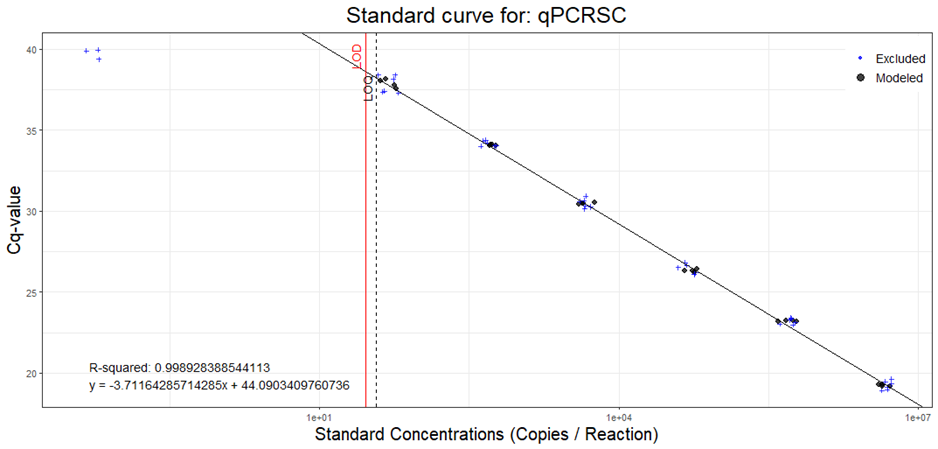 Standard curve for: qPCRSC
40
35
30
25
20
Cq-value
LOD
LOQ
Excluded
Modeled
R-squared: 0.998928388544113
y = -3.71164285714285x + 44.0903409760736
1e+01
1e+04
1e+07
Standard Concentrations (Copies / Reaction)